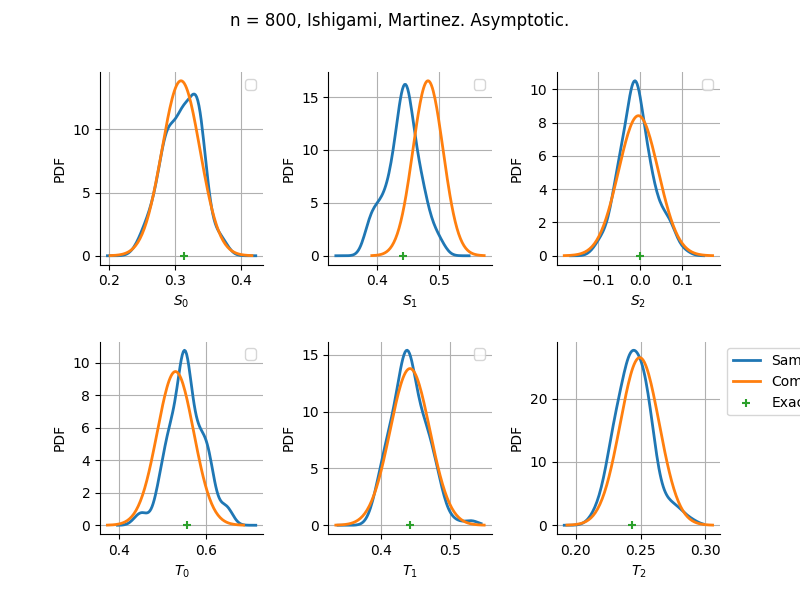 n = 800, Ishigami, Martinez. Asymptotic.
PDF
10
5
0
0.2 0.3 0.4
S₀
PDF
15
10
5
0
0.4 0.5
S₁
PDF
10
8
6
4
2
0
−0.1 0.0 0.1
S₂
PDF
10
8
6
4
2
0
0.4 0.6
T₀
PDF
15
10
5
0
0.4 0.5
T₁
PDF
20
10
0
0.20 0.25 0.30
T₂
Sam
Com
Exac